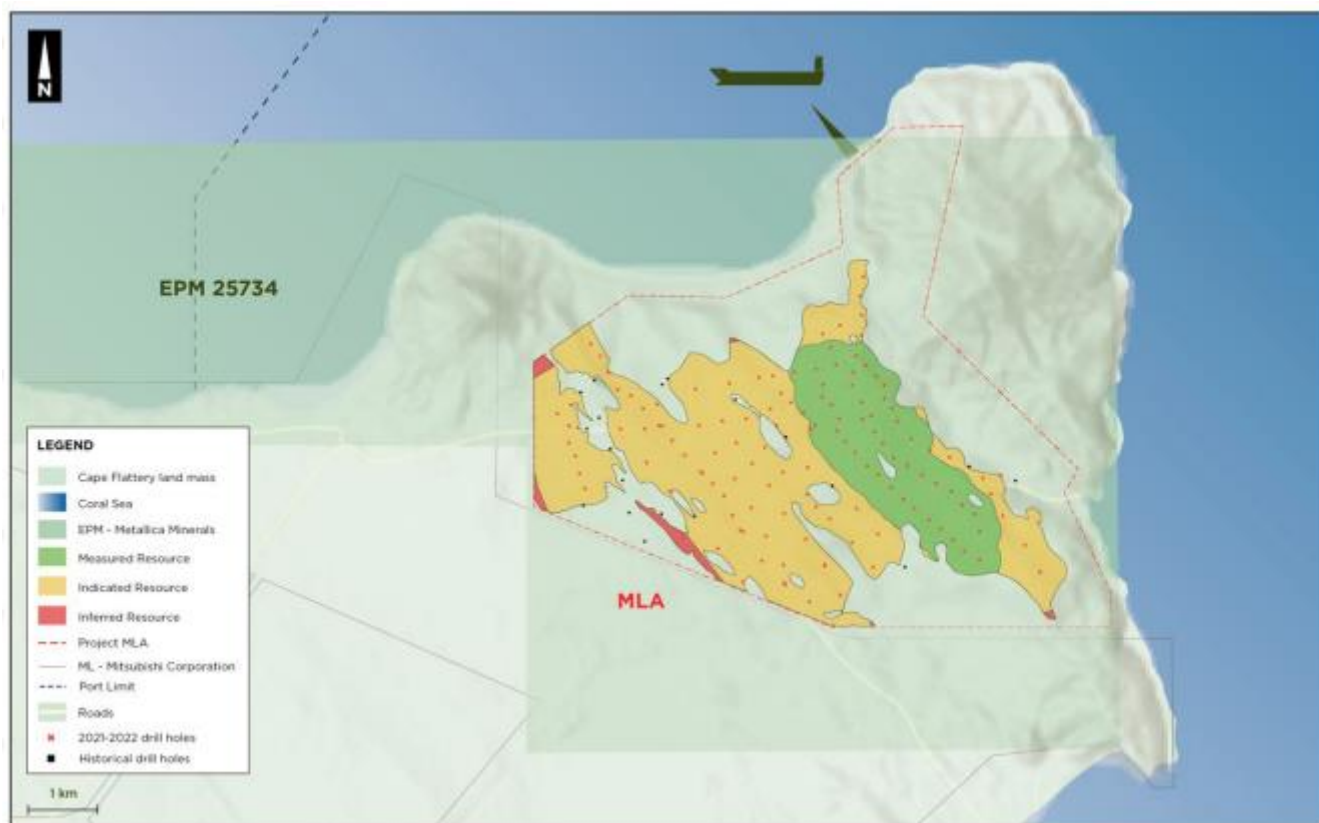 N
EPM 25734
MLA
LEGEND
Cape Flattery land mass
Coral Sea
EPM - Metallica Minerals
Measured Resource
Indicated Resource
Inferred Resource
Project MLA
ML - Mitsubishi Corporation
Port Limit
Roads
2021-2022 drill holes
Historical drill holes
1 km